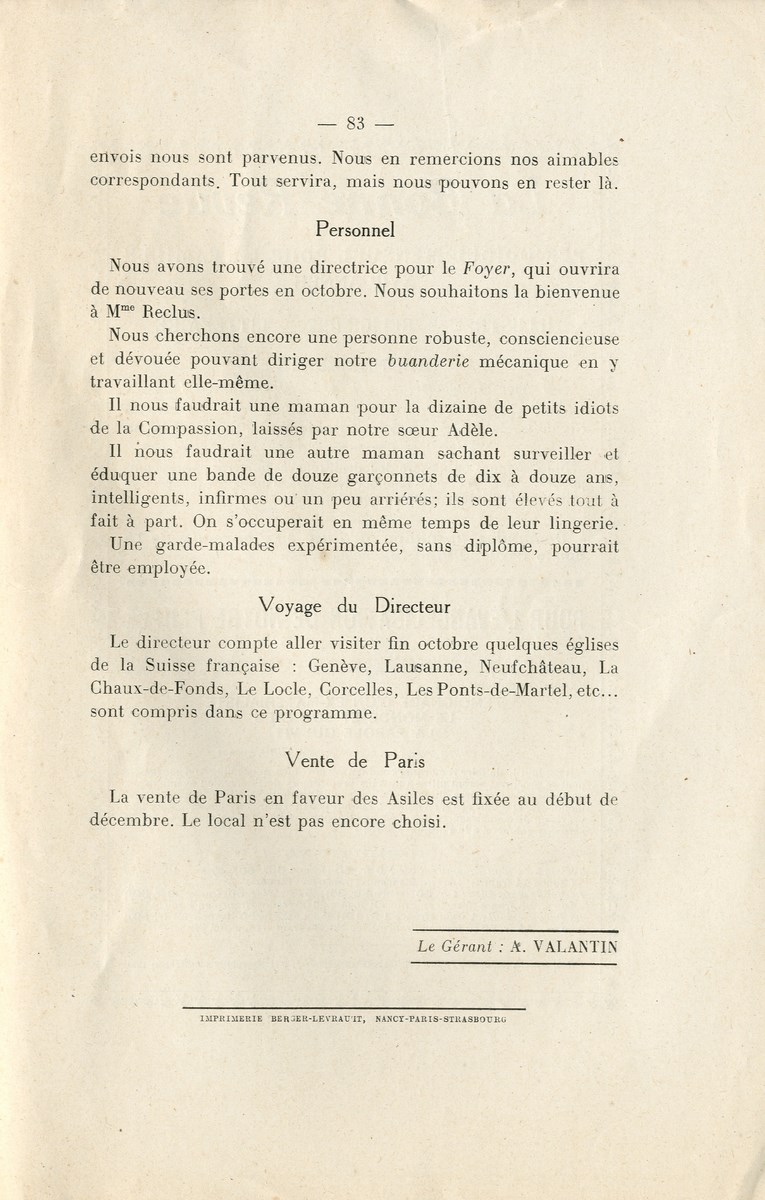 — 83 —
envois nous sont parvenus. Nous en remercions nos aimables
correspondants. Tout servira, mais nous pouvons en rester là.
Personnel
Nous avons trouvé une directrice pour le Foyer, qui ouvrira
de nouveau ses portes en octobre. Nous souhaitons la bienvenue
à Mme Reclus.
Nous cherchons encore une personne robuste, consciencieuse
et dévouée pouvant diriger notre buanderie mécanique en y
travaillant elle-même.
Il nous faudrait une maman pour la dizaine de petits idiots
de la Compassion, laissés par notre sœur Adèle.
Il nous faudrait une autre maman sachant surveiller et
éduquer une bande de douze garçonnets de dix à douze ans,
intelligents, infirmes ou un peu arriérés; ils sont élevés tout à
fait à part. On s'occuperait en même temps de leur lingerie.
Une garde-malades expérimentée, sans diplôme, pourrait
être employée.
Voyage du Directeur
Le directeur compte aller visiter fin octobre quelques églises
de la Suisse française : Genève, Lausanne, Neufchâteau, La
Chaux-de-Fonds, Le Locle, Corcelles, Les Ponts-de-Martel, etc...
sont compris dans ce programme.
Vente de Paris
La vente de Paris en faveur des Asiles est fixée au début de
décembre. Le local n'est pas encore choisi.
Le Gérant : A. VALANTIN
IMPRIMERIE BERGER-LEVRAULT, NANCY-PARIS-STRASBOURG